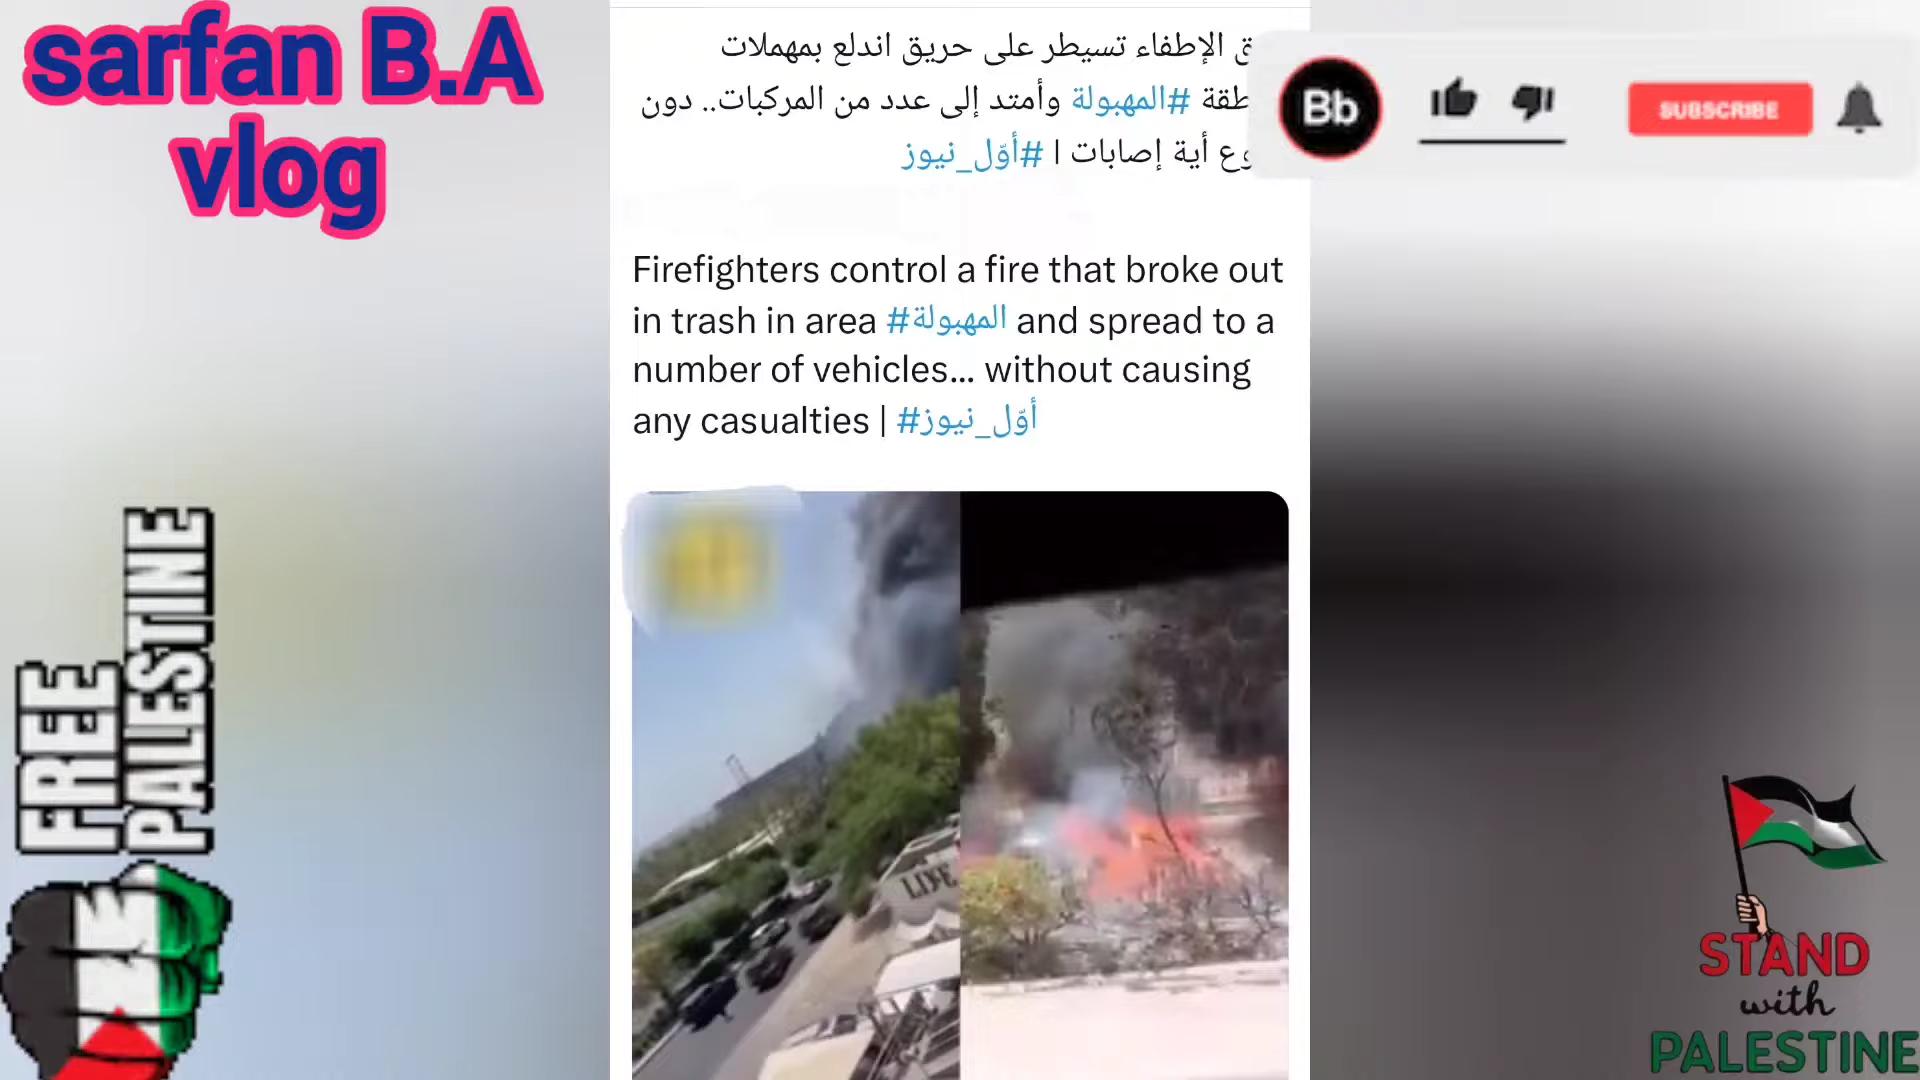 sarfan B.A
vlog
الإطفاء تسيطر على حريق اندلع بمهملات
#المهبولة وأمتد إلى عدد من المركبات.. دون
أية إصابات | #أوّل_نيوز
Bb
SUBSCRIBE
Firefighters control a fire that broke out
in trash in area #المهبولة and spread to a
number of vehicles... without causing
any casualties | #أوّل_نيوز
LIFE
FREE
PALESTINE
STAND
with
PALESTINE